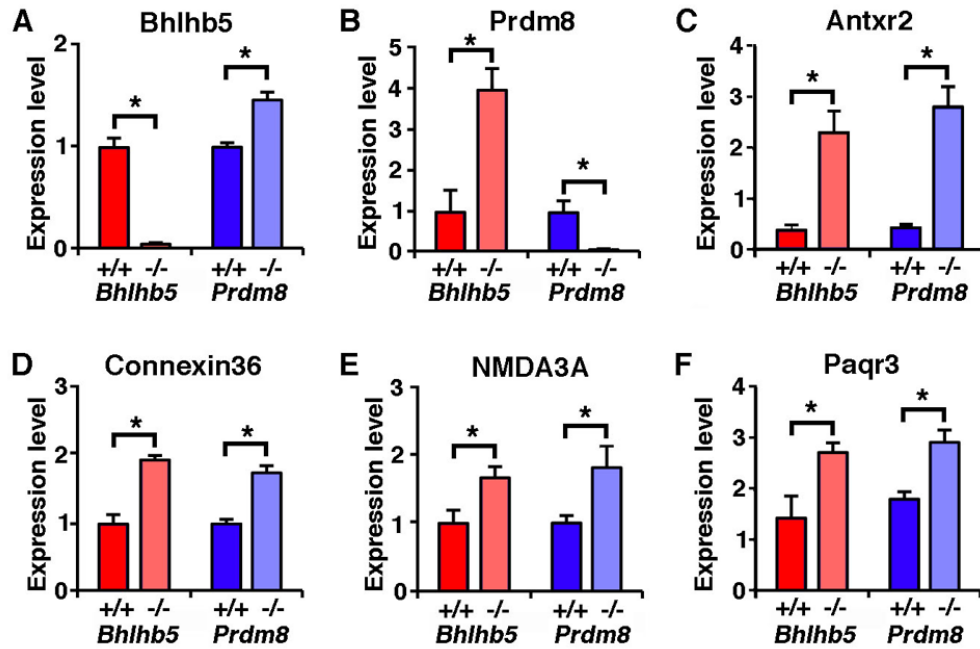 A Bhlhb5
Expression level
2
1
0
* *
+/+ -/- +/+ -/-
Bhlhb5 Prdm8
B Prdm8
Expression level
5
4
3
2
1
0
* *
+/+ -/- +/+ -/-
Bhlhb5 Prdm8
C Antxr2
Expression level
4
3
2
1
0
* *
+/+ -/- +/+ -/-
Bhlhb5 Prdm8
D Connexin36
Expression level
3
2
1
0
* *
+/+ -/- +/+ -/-
Bhlhb5 Prdm8
E NMDA3A
Expression level
3
2
1
0
* *
+/+ -/- +/+ -/-
Bhlhb5 Prdm8
F Paqr3
Expression level
4
3
2
1
0
* *
+/+ -/- +/+ -/-
Bhlhb5 Prdm8